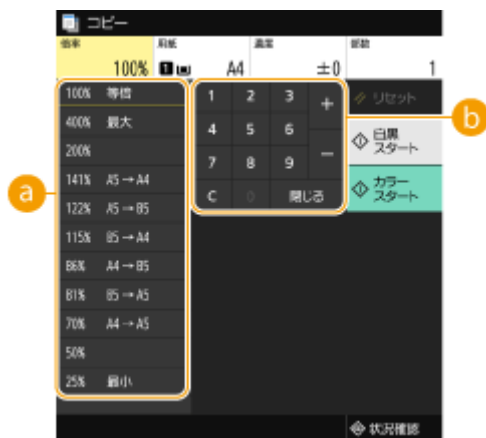 コピー
倍率 用紙 濃度 部数
100% 1 A4 ±0 1
100% 等倍
400% 最大
200%
141% A5→A4
122% A5→B5
115% B5→A4
86% A4→B5
81% B5→A5
70% A4→A5
50%
25% 最小
a
1 2 3 +
4 5 6
7 8 9 −
C 0 閉じる
b
リセット
白黒
スタート
カラー
スタート
状況確認